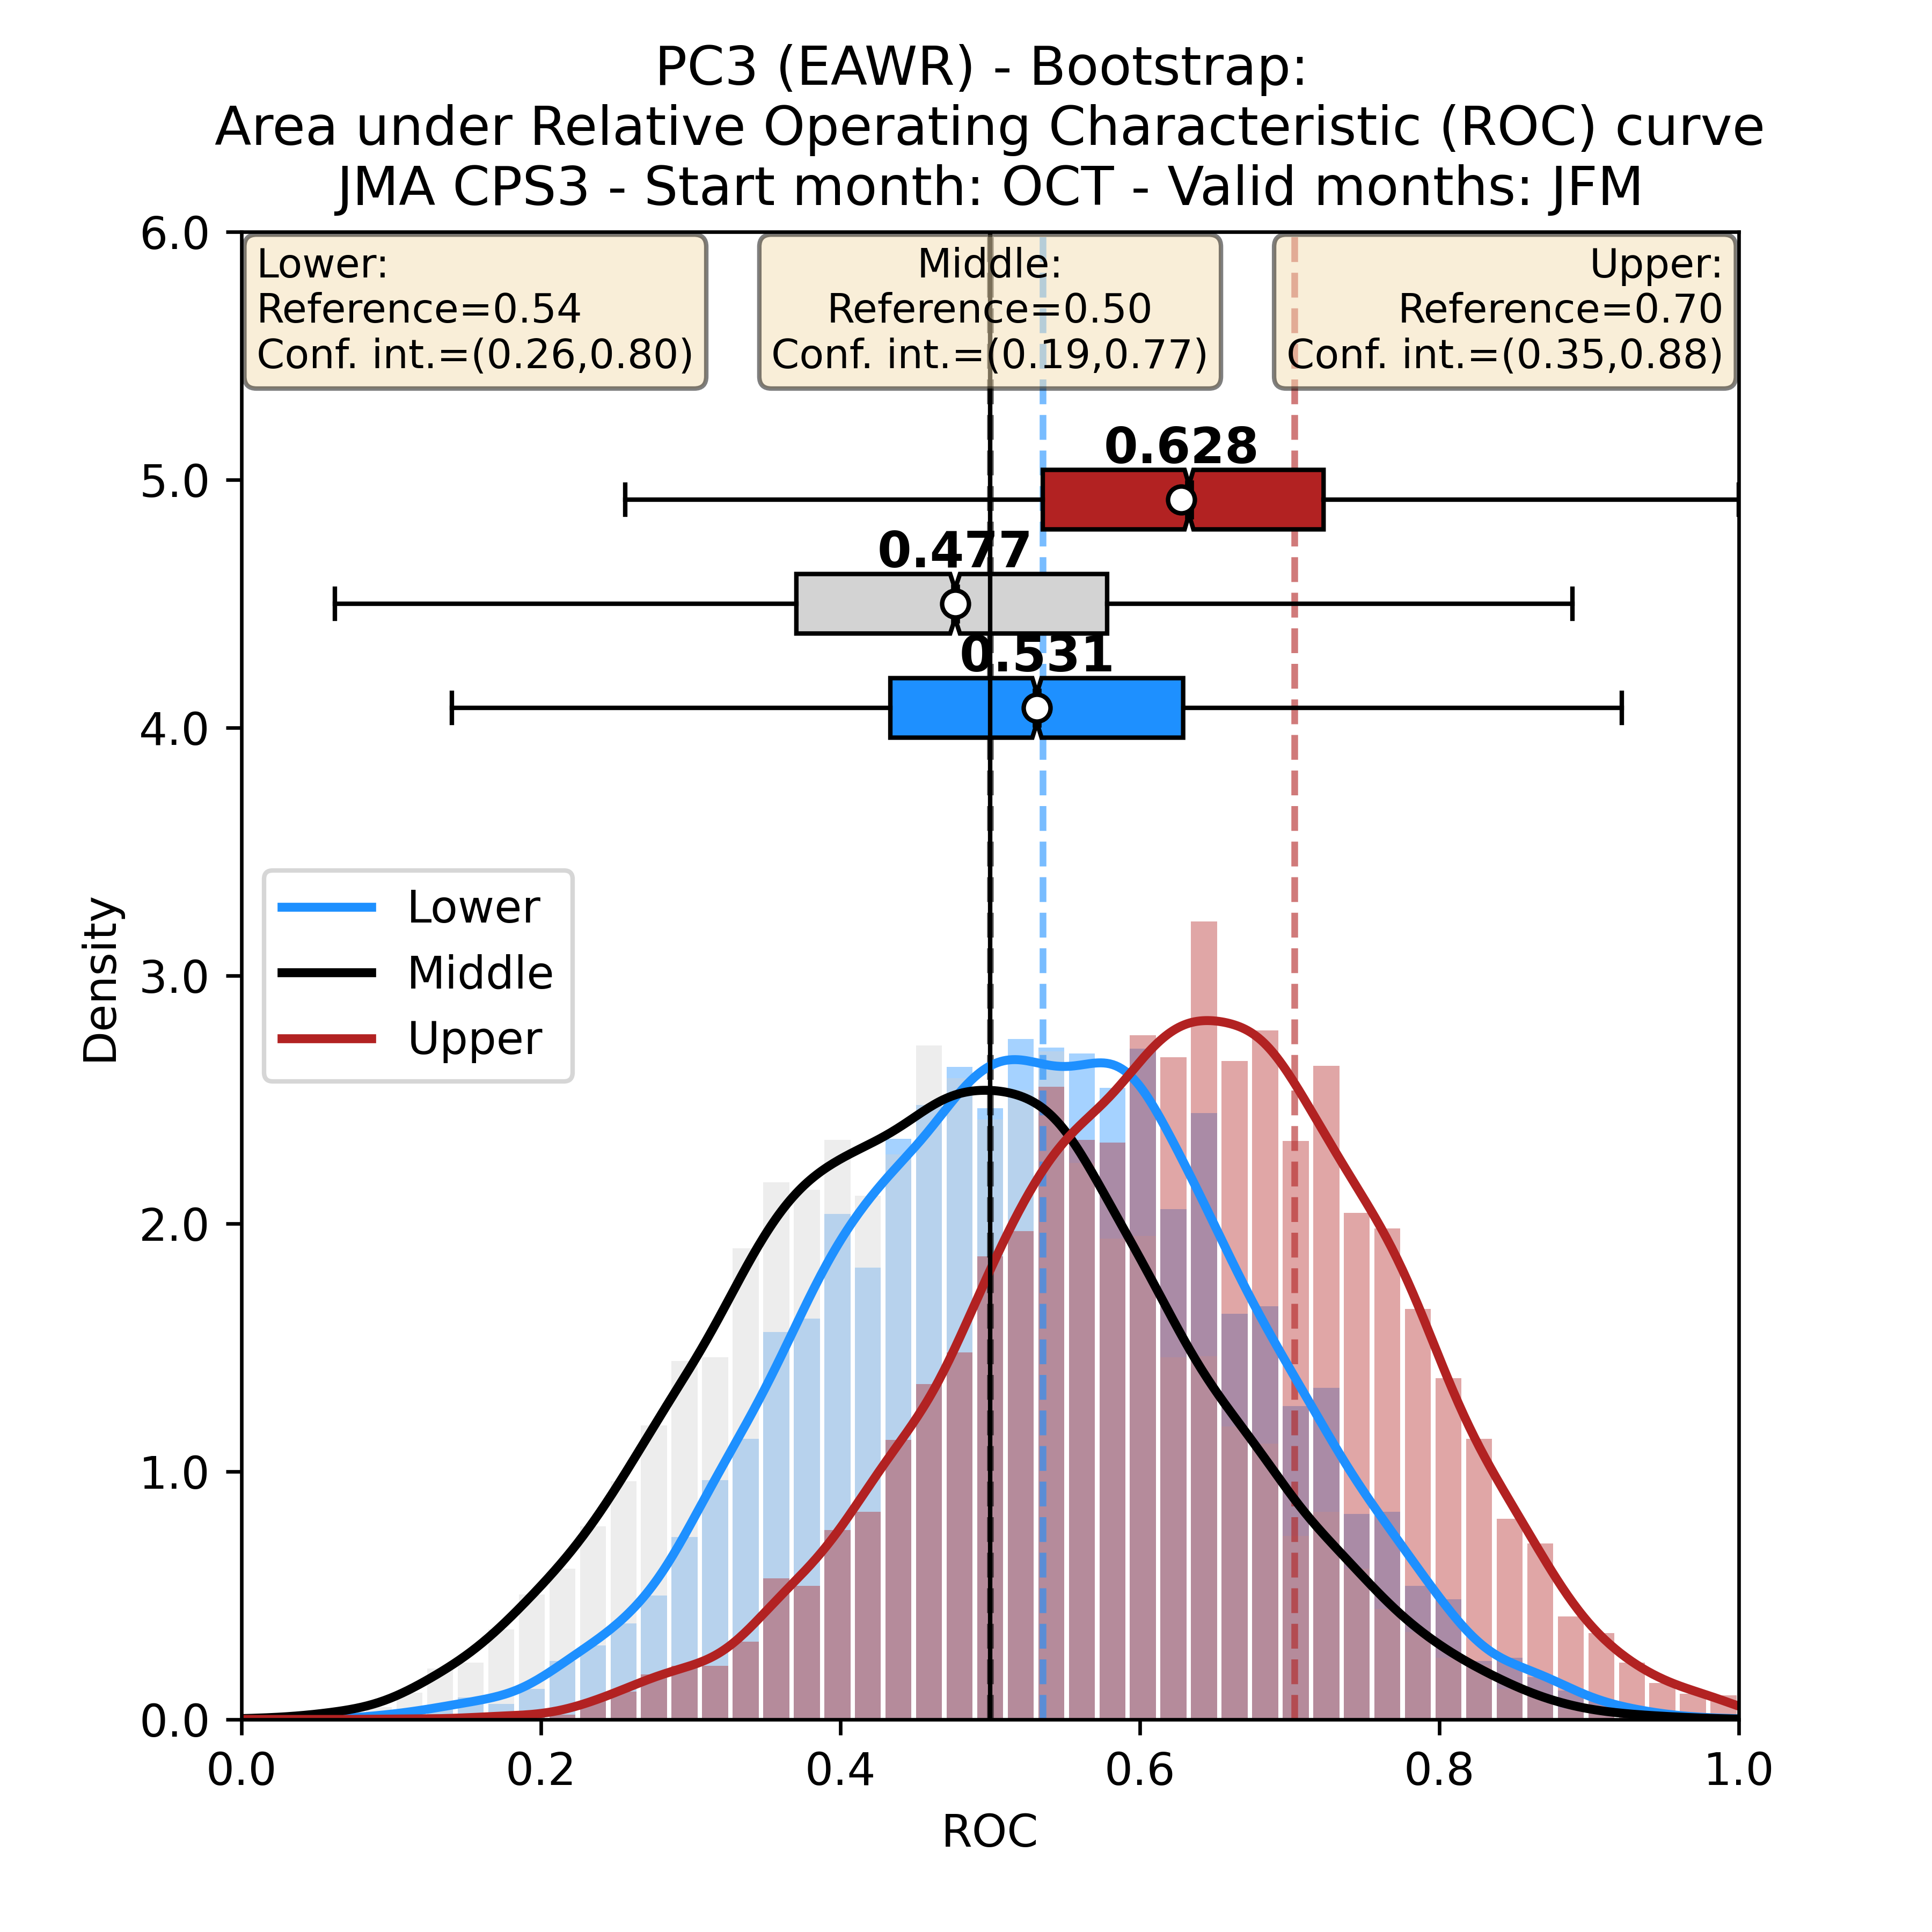 PC3 (EAWR) - Bootstrap:
Area under Relative Operating Characteristic (ROC) curve
JMA CPS3 - Start month: OCT - Valid months: JFM
Lower:
Reference=0.54
Conf. int.=(0.26,0.80)
Middle:
Reference=0.50
Conf. int.=(0.19,0.77)
Upper:
Reference=0.70
Conf. int.=(0.35,0.88)
0.628
0.477
0.531
Lower
Middle
Upper
Density
6.0
5.0
4.0
3.0
2.0
1.0
0.0
0.0 0.2 0.4 0.6 0.8 1.0
ROC